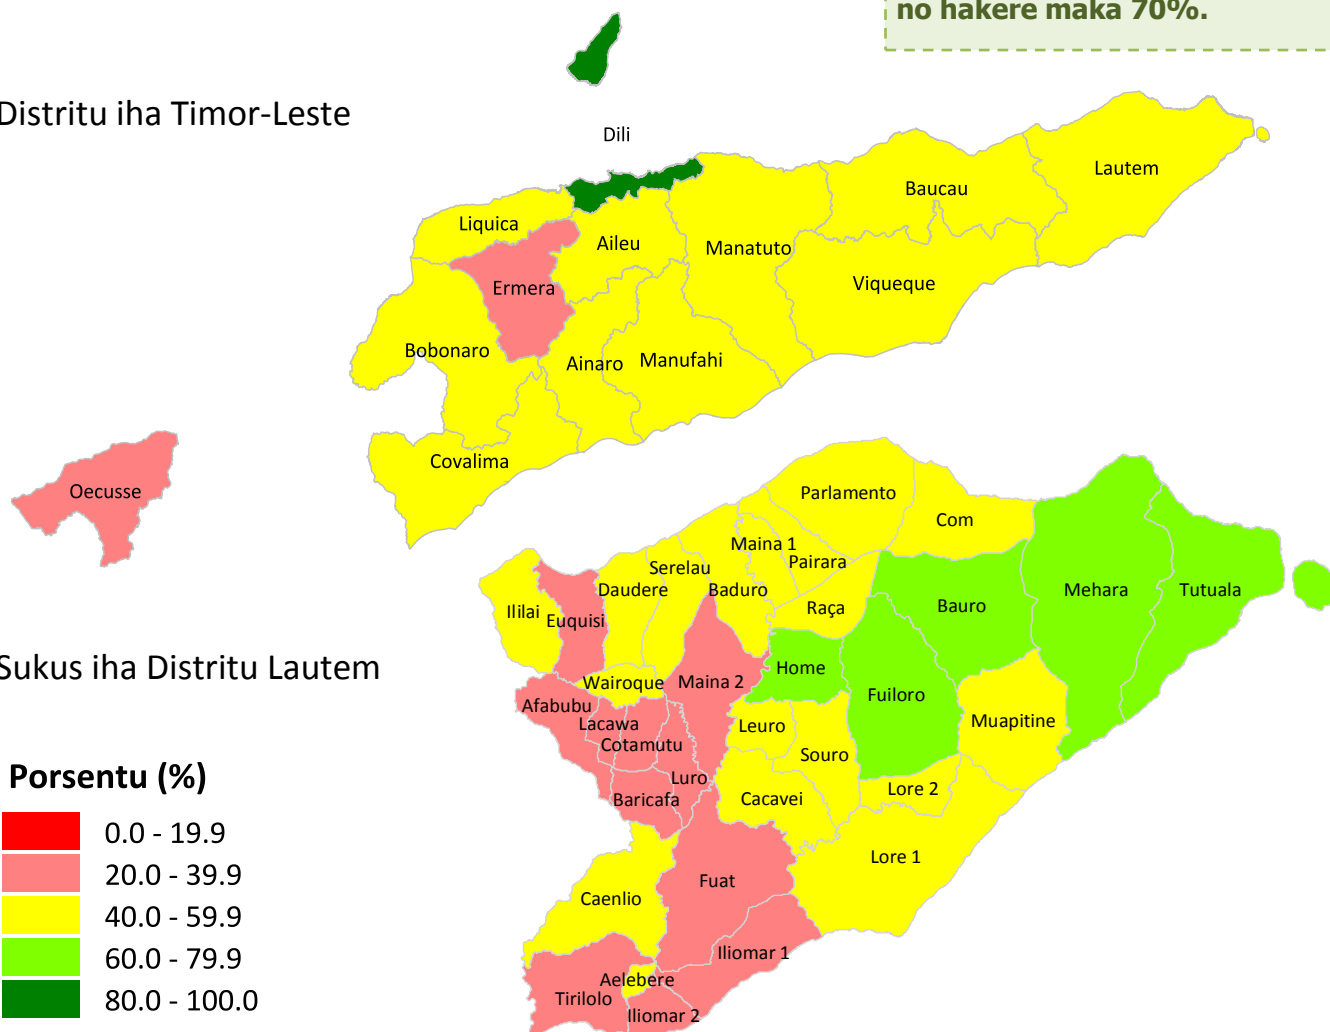 no hakere maka 70%.
Distritu iha Timor-Leste
Dili
Lautem
Baucau
Liquica
Aileu
Manatuto
Viqueque
Ermera
Bobonaro
Ainaro
Manufahi
Covalima
Oecusse
Parlamento
Com
Maina 1
Pairara
Serelau
Daudere
Baduro
Mehara
Tutuala
Ililai
Euquisi
Raça
Bauro
Sukus iha Distritu Lautem
Home
Wairoque
Maina 2
Fuiloro
Afabubu
Lacawa
Leuro
Muapitine
Cotamutu
Souro
Luro
Lore 2
Baricafa
Cacavei
Lore 1
Fuat
Caenlio
Iliomar 1
Aelebere
Tirilolo
Iliomar 2
Porsentu (%)
0.0 - 19.9
20.0 - 39.9
40.0 - 59.9
60.0 - 79.9
80.0 - 100.0